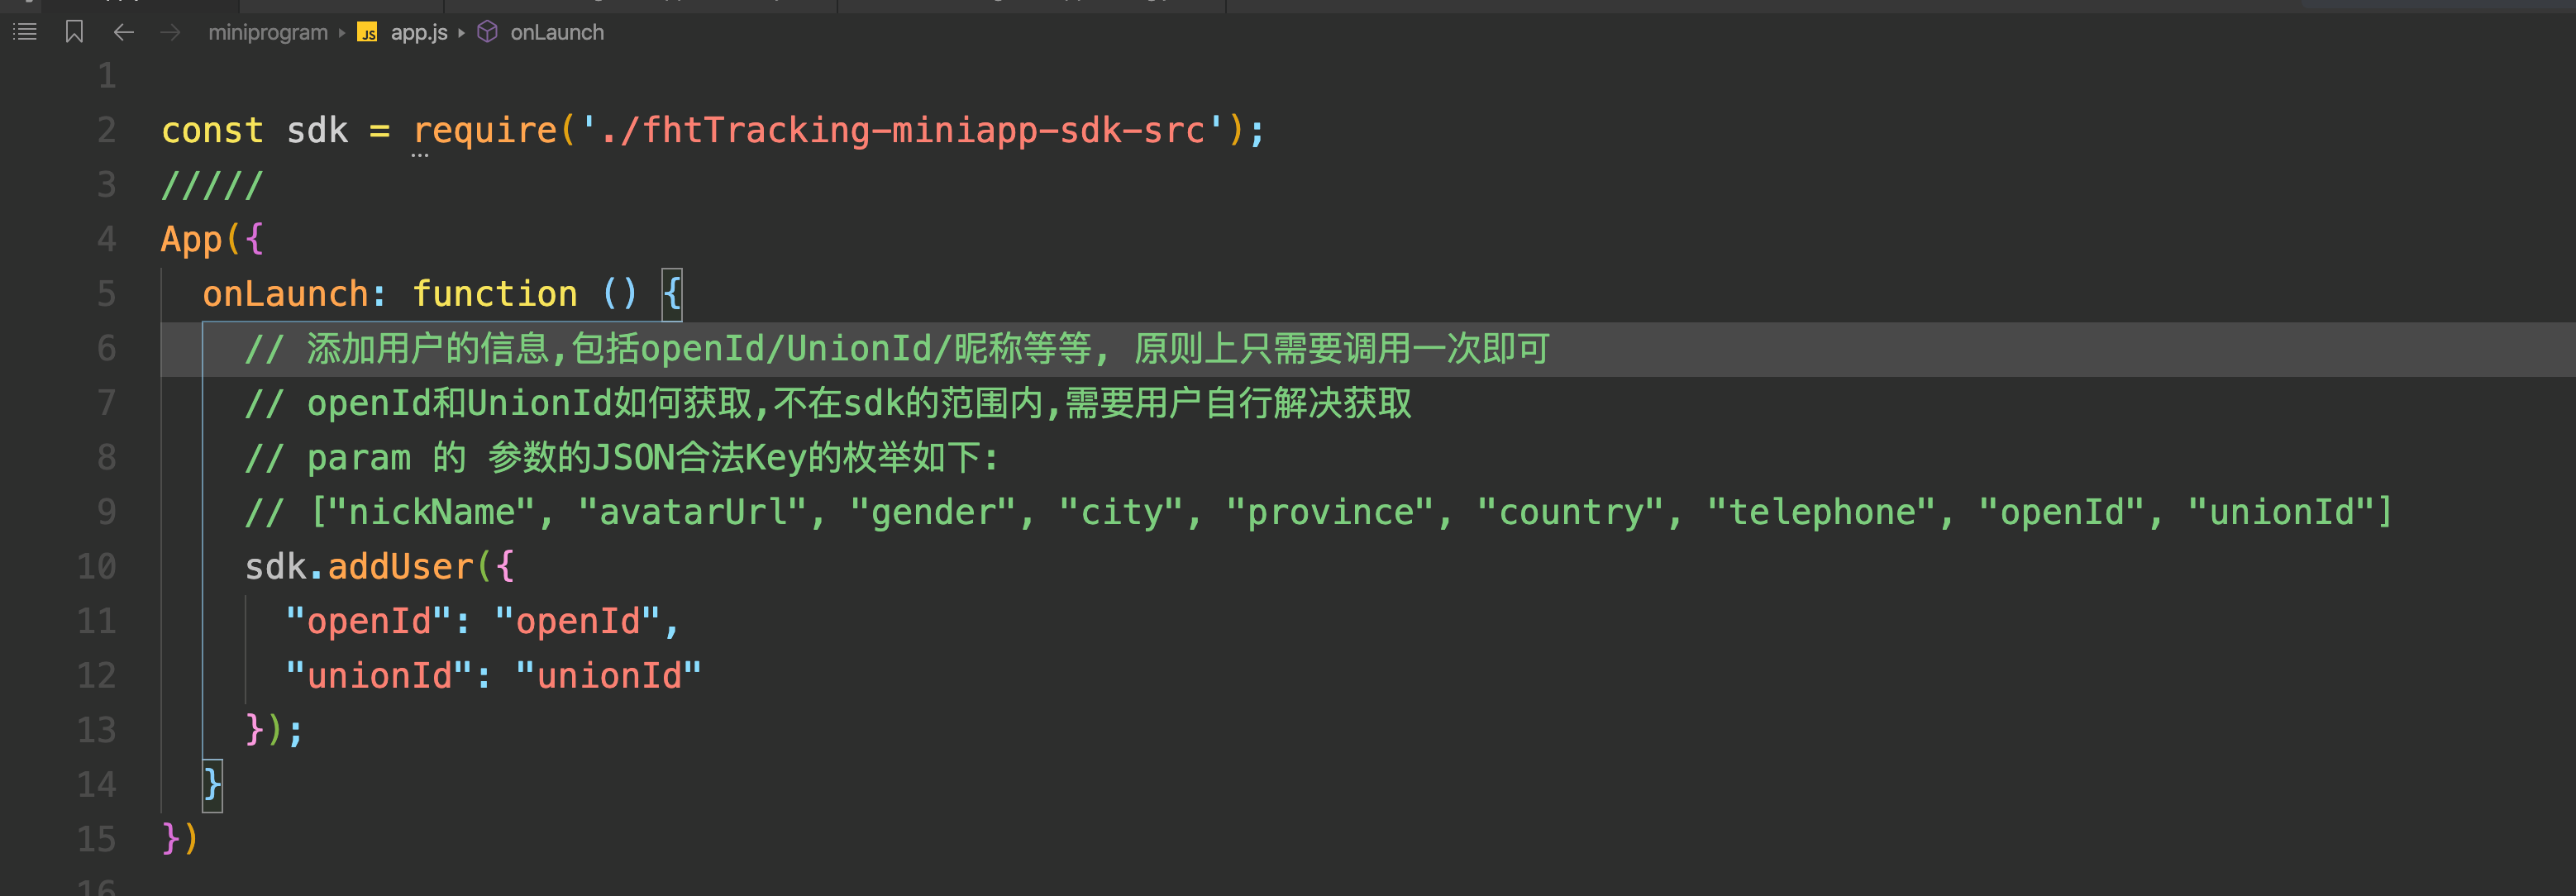 miniprogram ▸ JS app.js ▸ onLaunch
1
2 const sdk = require('./fhtTracking-miniapp-sdk-src');
3 /////
4 App({
5 onLaunch: function () {
6 // 添加用户的信息,包括openId/UnionId/昵称等等, 原则上只需要调用一次即可
7 // openId和UnionId如何获取,不在sdk的范围内,需要用户自行解决获取
8 // param 的 参数的JSON合法Key的枚举如下:
9 // ["nickName", "avatarUrl", "gender", "city", "province", "country", "telephone", "openId", "unionId"]
10 sdk.addUser({
11 "openId": "openId",
12 "unionId": "unionId"
13 });
14 }
15 })
16